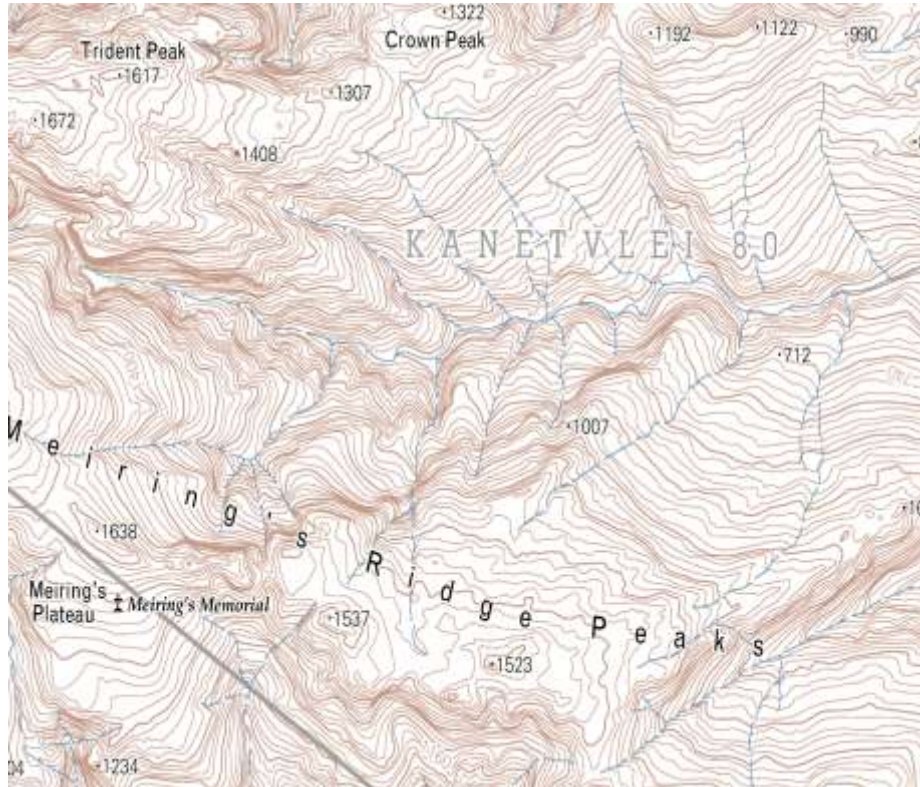 1322
Crown Peak
1192
1122
990
Trident Peak
1617
1307
1672
1408
KANETVLEI 80
712
1007
Meiring's Ridge Peaks
1638
Meiring's
Plateau
Meiring's Memorial
1537
1523
1234